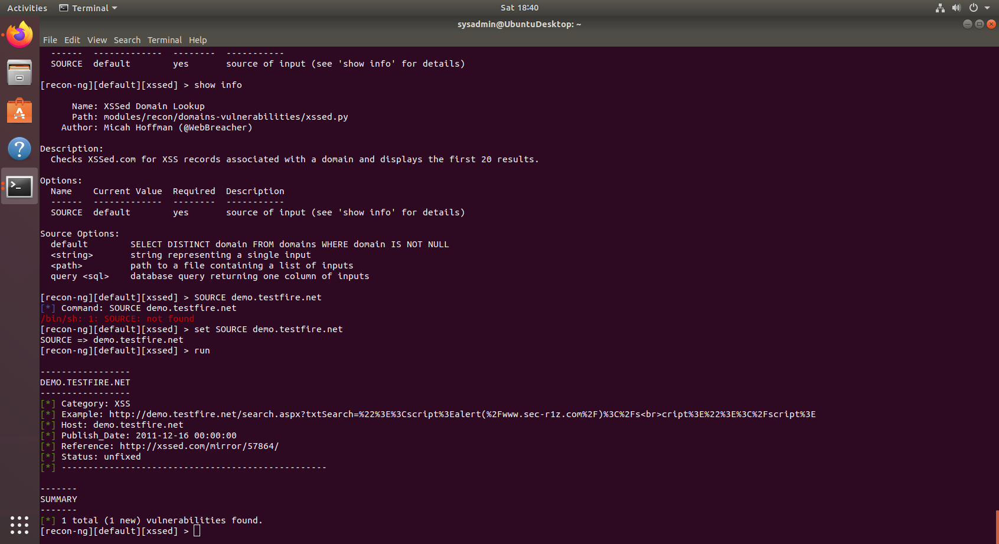 Activities Terminal Sat 18:40
sysadmin@UbuntuDesktop: ~
File Edit View Search Terminal Help
------ ------------- -------- -----------
SOURCE default yes source of input (see 'show info' for details)
[recon-ng][default][xssed] > show info
Name: XSSed Domain Lookup
Path: modules/recon/domains-vulnerabilities/xssed.py
Author: Micah Hoffman (@WebBreacher)
Description:
Checks XSSed.com for XSS records associated with a domain and displays the first 20 results.
Options:
Name Current Value Required Description
------ ------------- -------- -----------
SOURCE default yes source of input (see 'show info' for details)
Source Options:
default SELECT DISTINCT domain FROM domains WHERE domain IS NOT NULL
<string> string representing a single input
<path> path to a file containing a list of inputs
query <sql> database query returning one column of inputs
[recon-ng][default][xssed] > SOURCE demo.testfire.net
[*] Command: SOURCE demo.testfire.net
/bin/sh: 1: SOURCE: not found
[recon-ng][default][xssed] > set SOURCE demo.testfire.net
SOURCE => demo.testfire.net
[recon-ng][default][xssed] > run
-----------------
DEMO.TESTFIRE.NET
-----------------
[*] Category: XSS
[*] Example: http://demo.testfire.net/search.aspx?txtSearch=%22%3E%3Cscript%3Ealert(%2Fwww.sec-r1z.com%2F)%3C%2Fs<br>cript%3E%22%3E%3C%2Fscript%3E
[*] Host: demo.testfire.net
[*] Publish_Date: 2011-12-16 00:00:00
[*] Reference: http://xssed.com/mirror/57864/
[*] Status: unfixed
[*] --------------------------------------------------
-------
SUMMARY
-------
[*] 1 total (1 new) vulnerabilities found.
[recon-ng][default][xssed] >